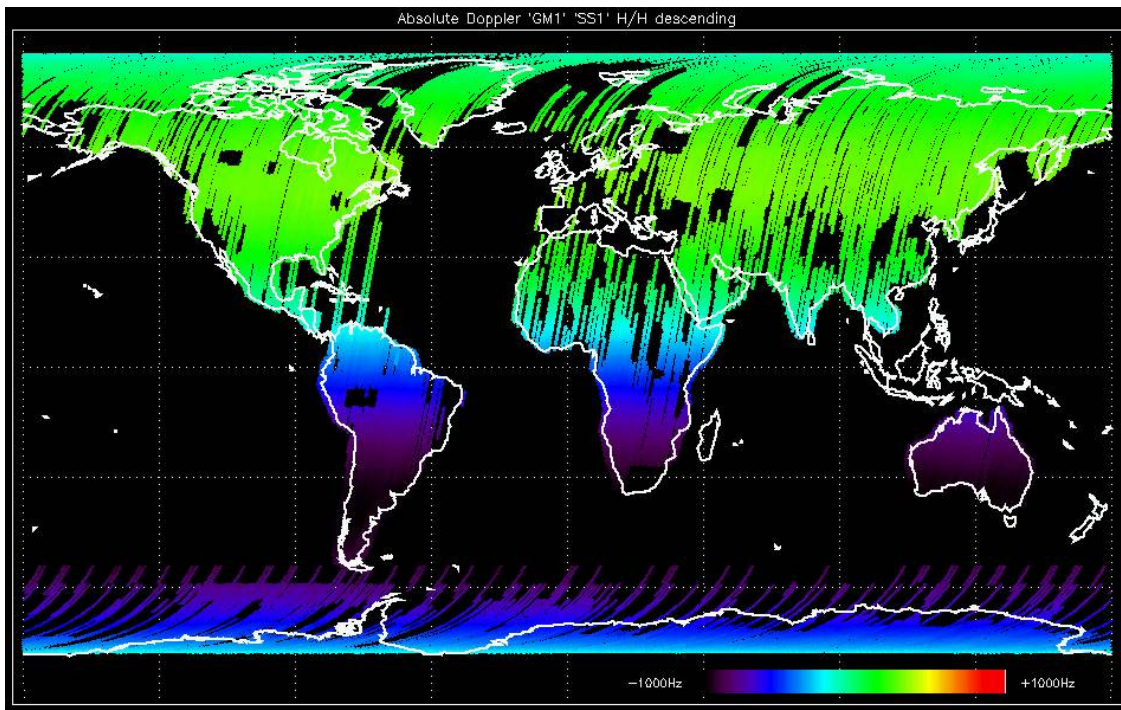 Absolute Doppler 'GM1' 'SS1' H/H descending
−1000Hz
+1000Hz